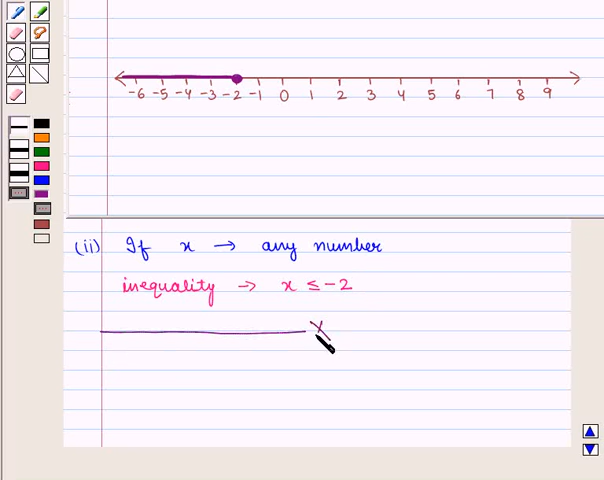 -6 -5 -4 -3 -2 -1 0 1 2 3 4 5 6 7 8 9
(ii) If x → any number
inequality → x ≤ -2